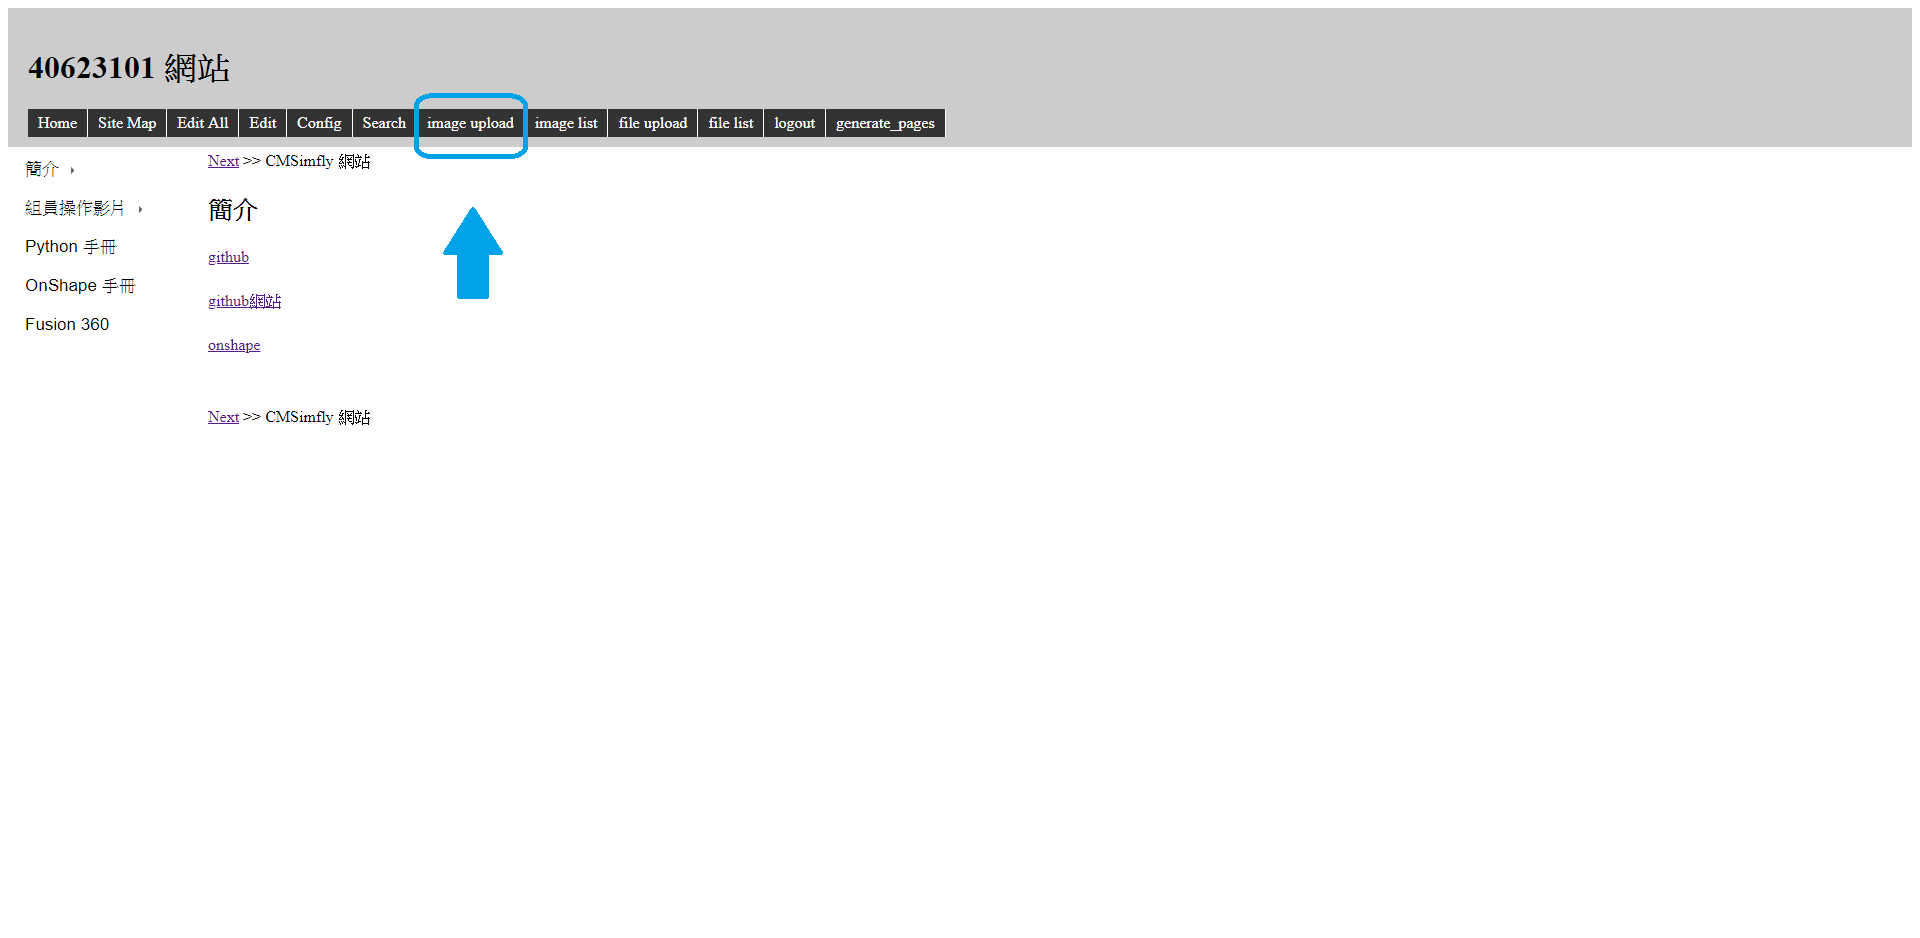 40623101 網站
Home Site Map Edit All Edit Config Search image upload image list file upload file list logout generate_pages
簡介
組員操作影片
Python 手冊
OnShape 手冊
Fusion 360
Next >> CMSimfly 網站
簡介
github
github網站
onshape
Next >> CMSimfly 網站